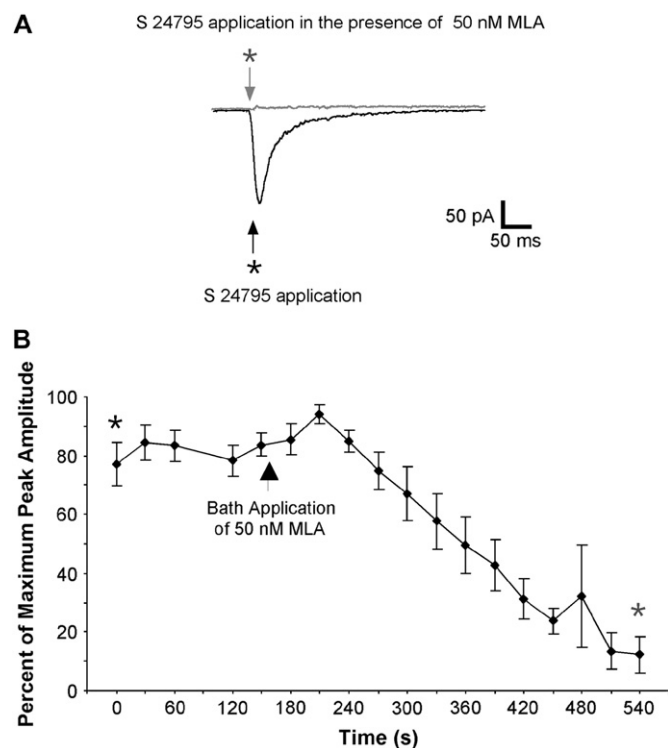 A
S 24795 application in the presence of 50 nM MLA
*
50 pA
50 ms
*
S 24795 application
B
Percent of Maximum Peak Amplitude
100
80
60
40
20
0
*
Bath Application
of 50 nM MLA
*
0 60 120 180 240 300 360 420 480 540
Time (s)